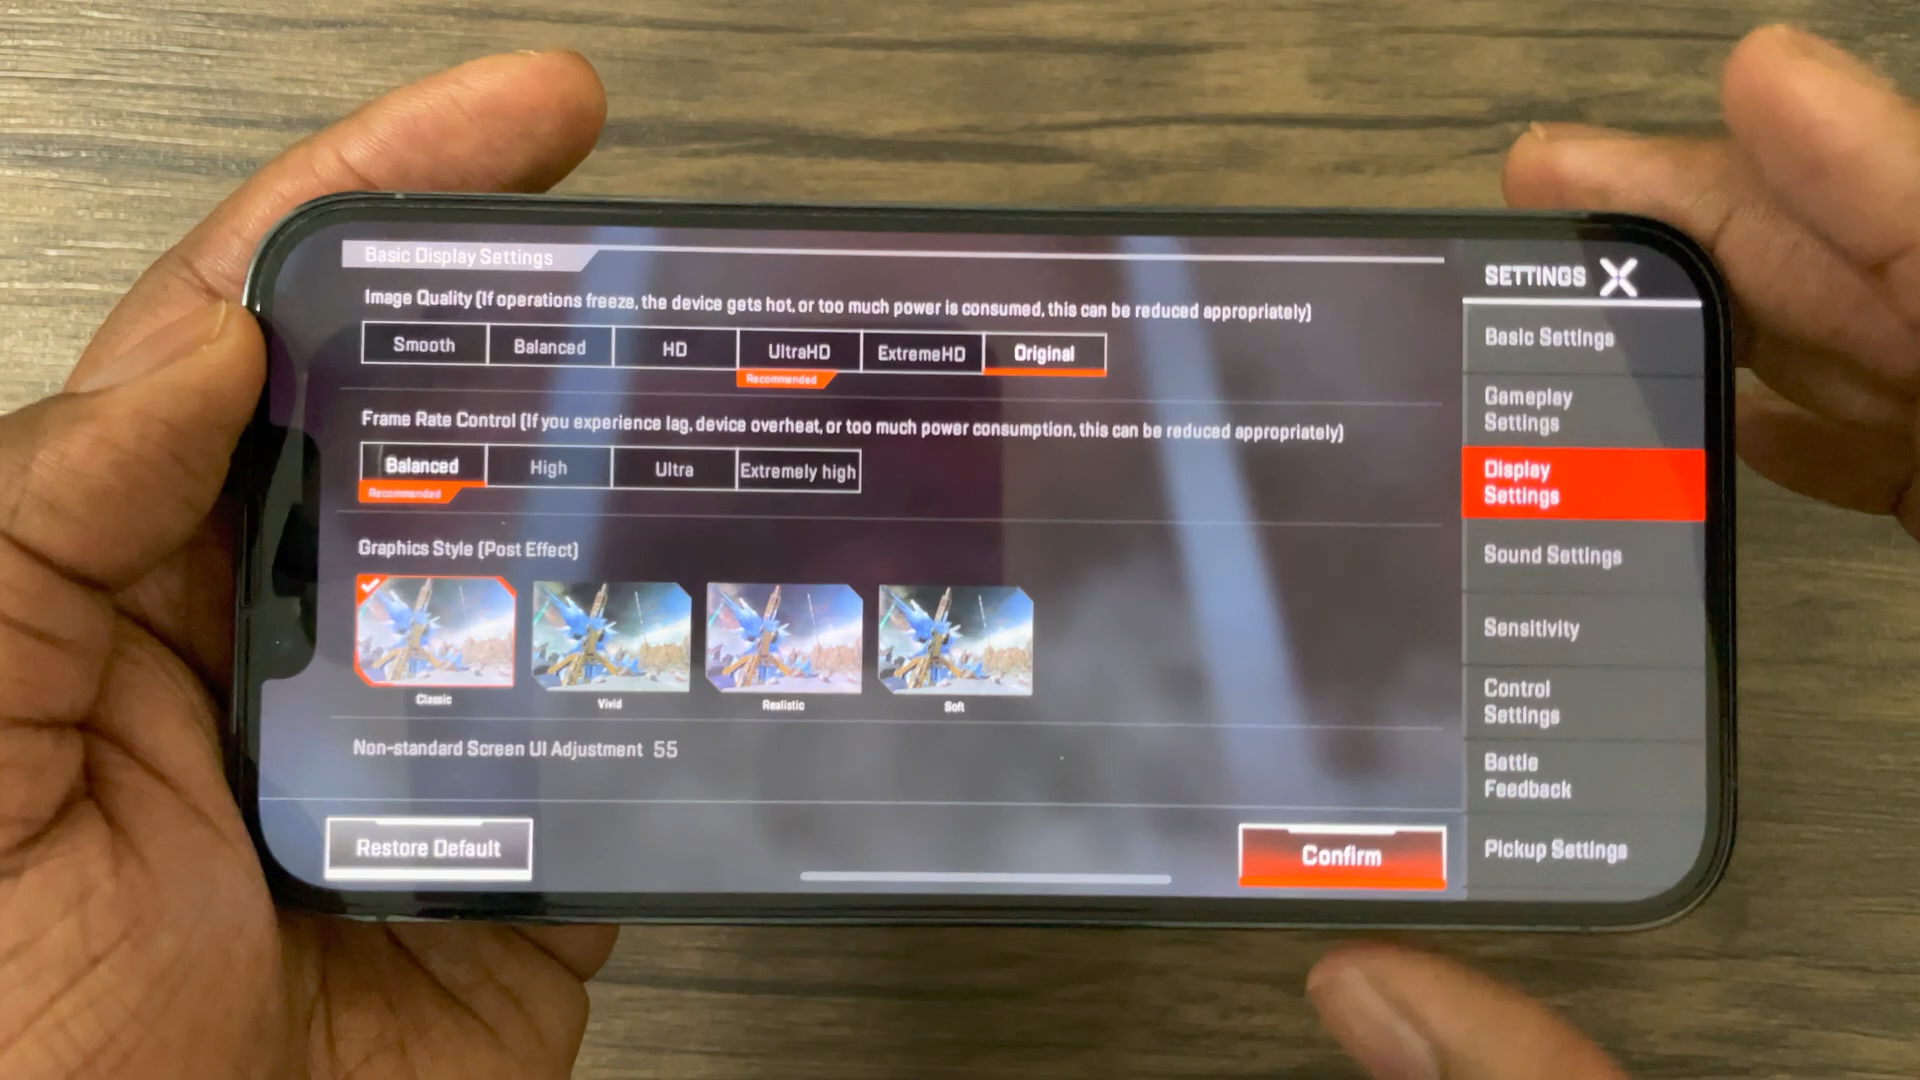 Basic Display Settings
Image Quality (If operations freeze, the device gets hot, or too much power is consumed, this can be reduced appropriately)
Smooth Balanced HD UltraHD ExtremeHD Original
Recommended
Frame Rate Control (If you experience lag, device overheat, or too much power consumption, this can be reduced appropriately)
Balanced High Ultra Extremely high
Recommended
Graphics Style (Post Effect)
Classic Vivid Realistic Soft
Non-standard Screen UI Adjustment 55
Restore Default
Confirm
SETTINGS
Basic Settings
Gameplay
Settings
Display
Settings
Sound Settings
Sensitivity
Control
Settings
Battle
Feedback
Pickup Settings